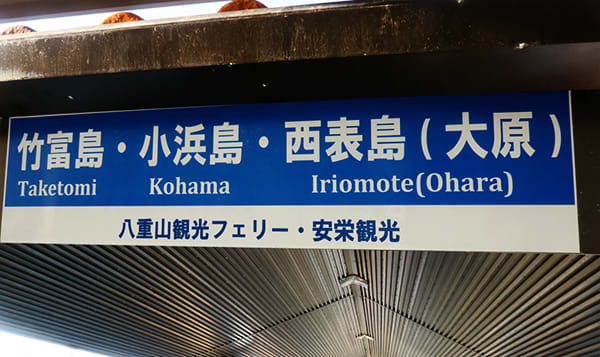 竹富島・小浜島・西表島(大原)
Taketomi Kohama Iriomote(Ohara)
八重山観光フェリー・安栄観光